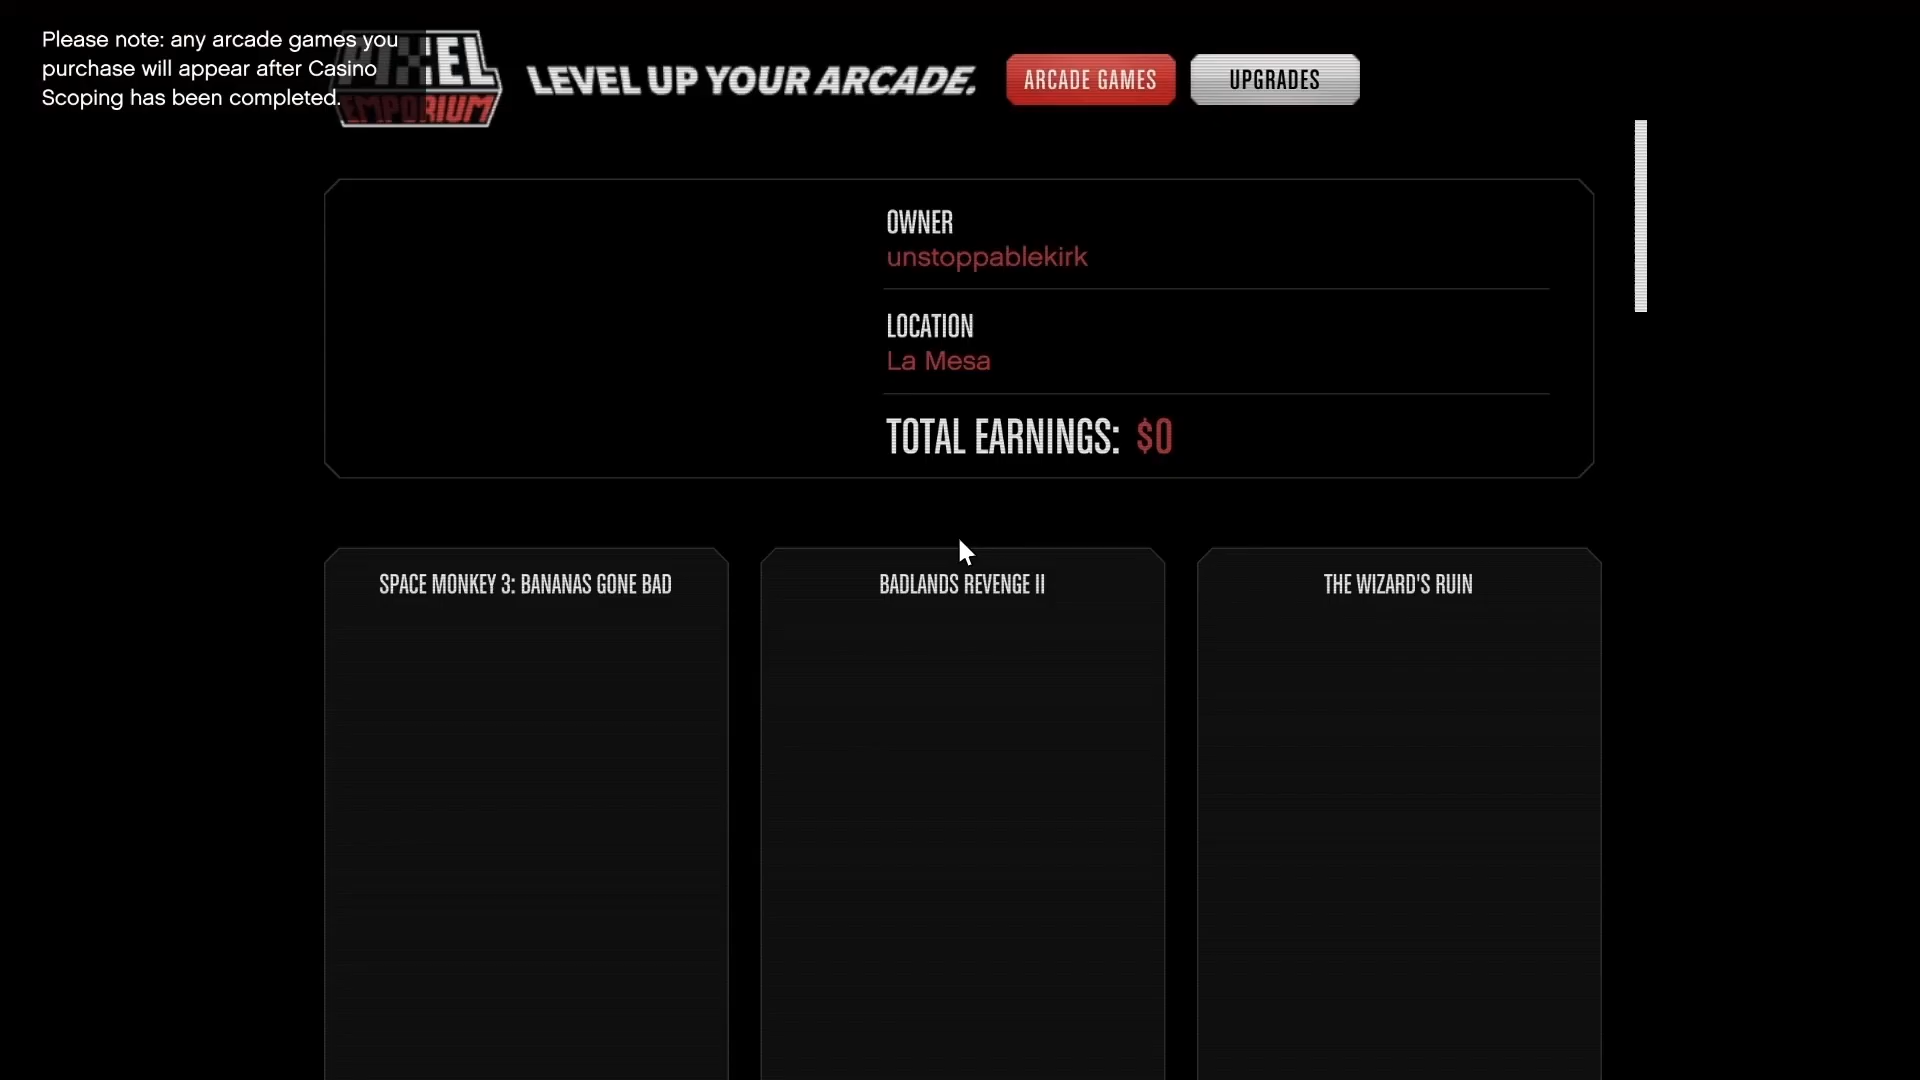 Please note: any arcade games you
purchase will appear after Casino
Scoping has been completed.
PIXEL
EMPORIUM
LEVEL UP YOUR ARCADE.
ARCADE GAMES
UPGRADES
OWNER
unstoppablekirk
LOCATION
La Mesa
TOTAL EARNINGS: $0
SPACE MONKEY 3: BANANAS GONE BAD
BADLANDS REVENGE II
THE WIZARD'S RUIN